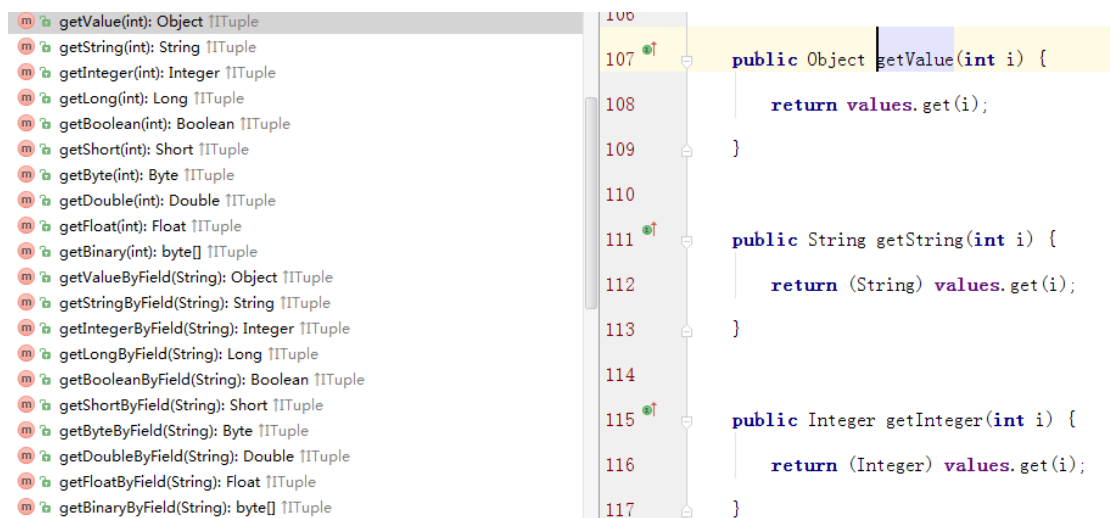 getValue(int): Object ↑ITuple
getString(int): String ↑ITuple
getInteger(int): Integer ↑ITuple
getLong(int): Long ↑ITuple
getBoolean(int): Boolean ↑ITuple
getShort(int): Short ↑ITuple
getByte(int): Byte ↑ITuple
getDouble(int): Double ↑ITuple
getFloat(int): Float ↑ITuple
getBinary(int): byte[] ↑ITuple
getValueByField(String): Object ↑ITuple
getStringByField(String): String ↑ITuple
getIntegerByField(String): Integer ↑ITuple
getLongByField(String): Long ↑ITuple
getBooleanByField(String): Boolean ↑ITuple
getShortByField(String): Short ↑ITuple
getByteByField(String): Byte ↑ITuple
getDoubleByField(String): Double ↑ITuple
getFloatByField(String): Float ↑ITuple
getBinaryByField(String): byte[] ↑ITuple
106
107 public Object getValue(int i) {
108 return values.get(i);
109 }
110
111 public String getString(int i) {
112 return (String) values.get(i);
113 }
114
115 public Integer getInteger(int i) {
116 return (Integer) values.get(i);
117 }